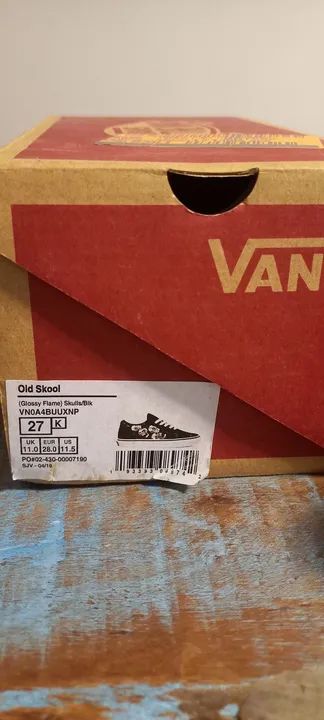 VAN
Old Skool
(Glossy Flame) Skulls/Blk
VN0A4BUUXNP
27 K
UK EUR US
11.0 28.0 11.5
PO#02-430-00007190
SJV - 04/19